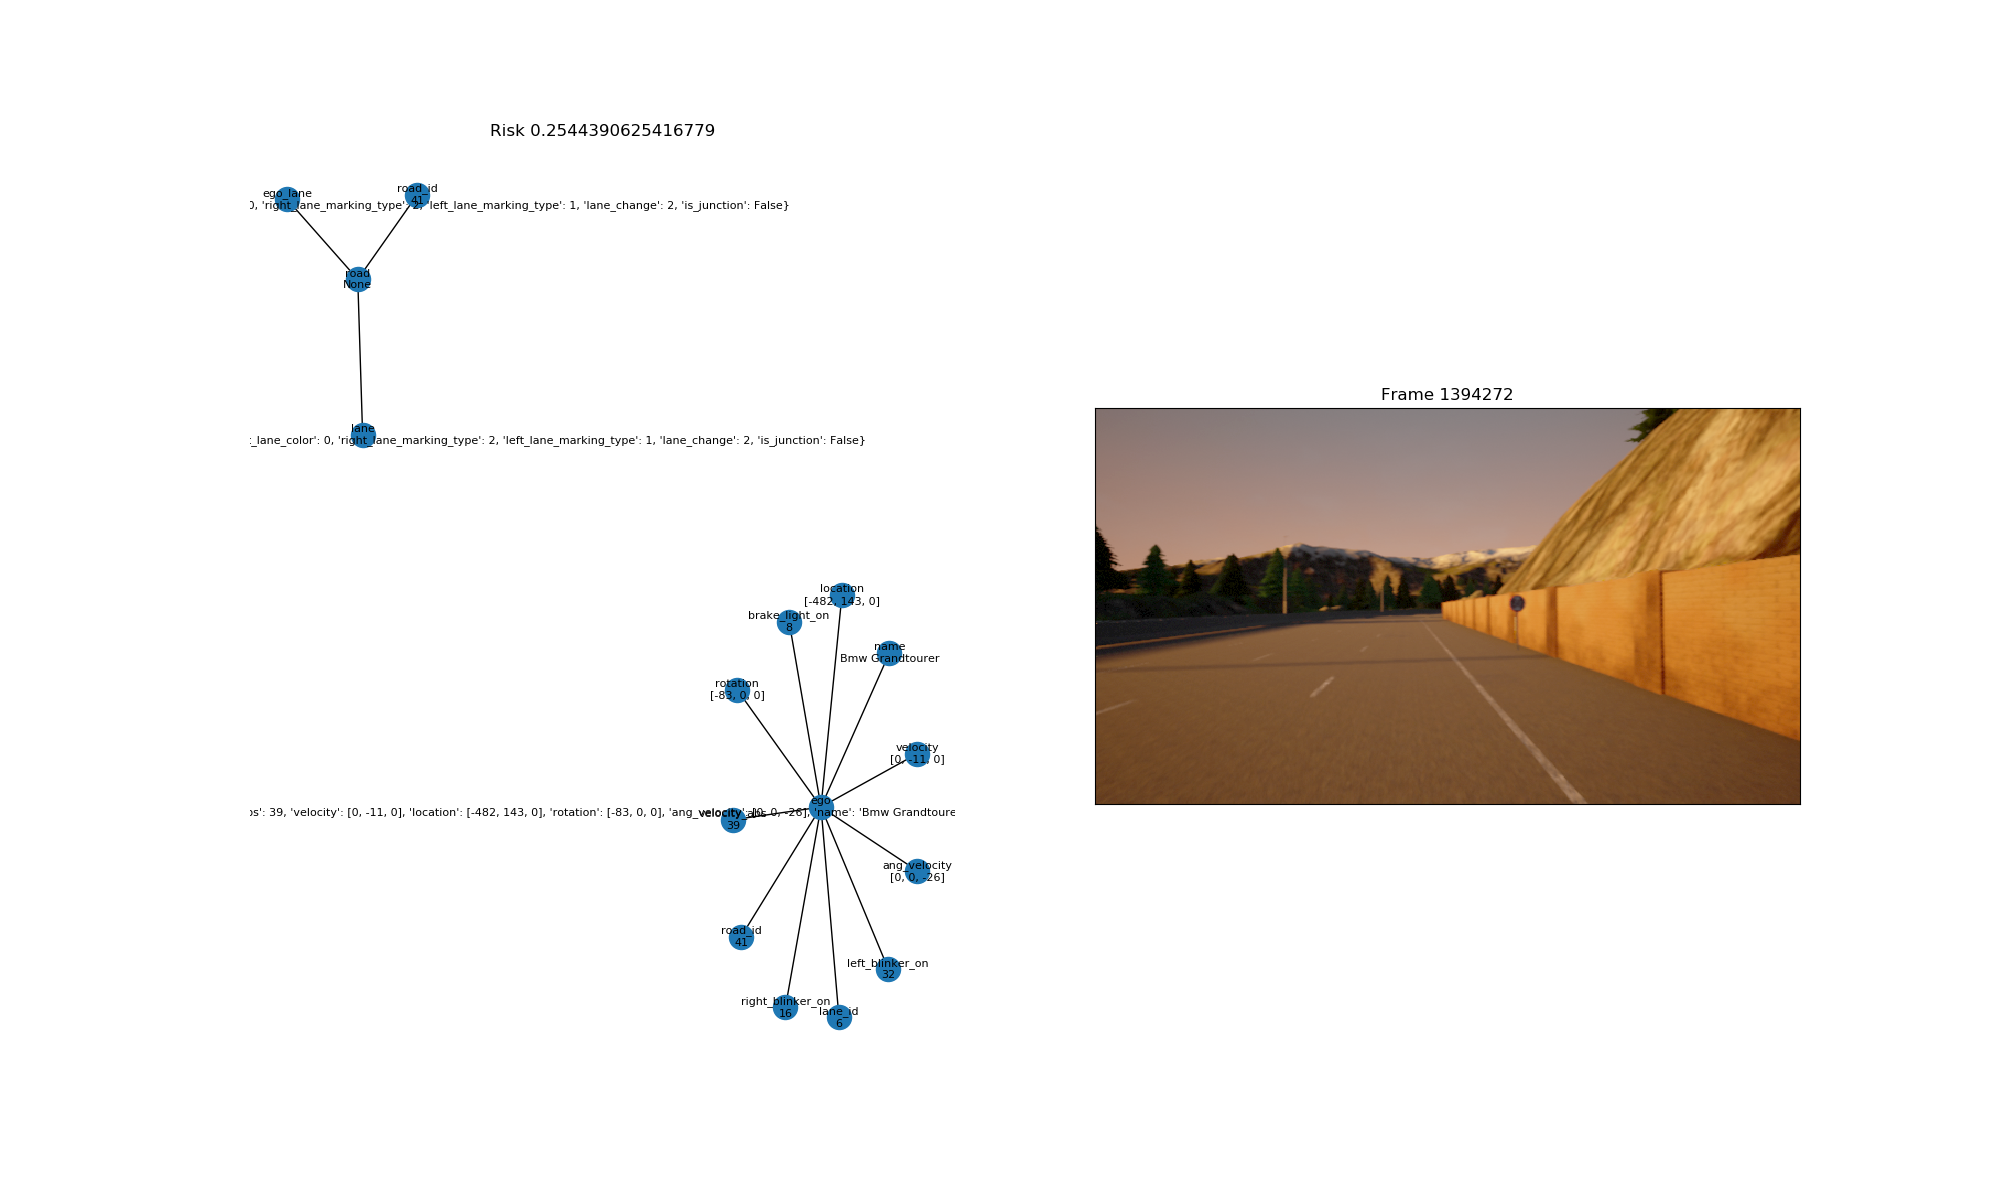 Risk 0.2544390625416779
ego_lane
road_id
41
0, 'right_lane_marking_type': 2, 'left_lane_marking_type': 1, 'lane_change': 2, 'is_junction': False}
road
None
Frame 1394272
lane
t_lane_color': 0, 'right_lane_marking_type': 2, 'left_lane_marking_type': 1, 'lane_change': 2, 'is_junction': False}
location
[-482, 143, 0]
brake_light_on
8
name
Bmw Grandtourer
rotation
[-83, 0, 0]
velocity
[0, -11, 0]
ego
bs': 39, 'velocity': [0, -11, 0], 'location': [-482, 143, 0], 'rotation': [-83, 0, 0], 'ang_velocity': [0, 0, -26], 'name': 'Bmw Grandtoure
velocity_abs
39
ang_velocity
[0, 0, -26]
road_id
41
left_blinker_on
32
right_blinker_on
16
lane_id
6